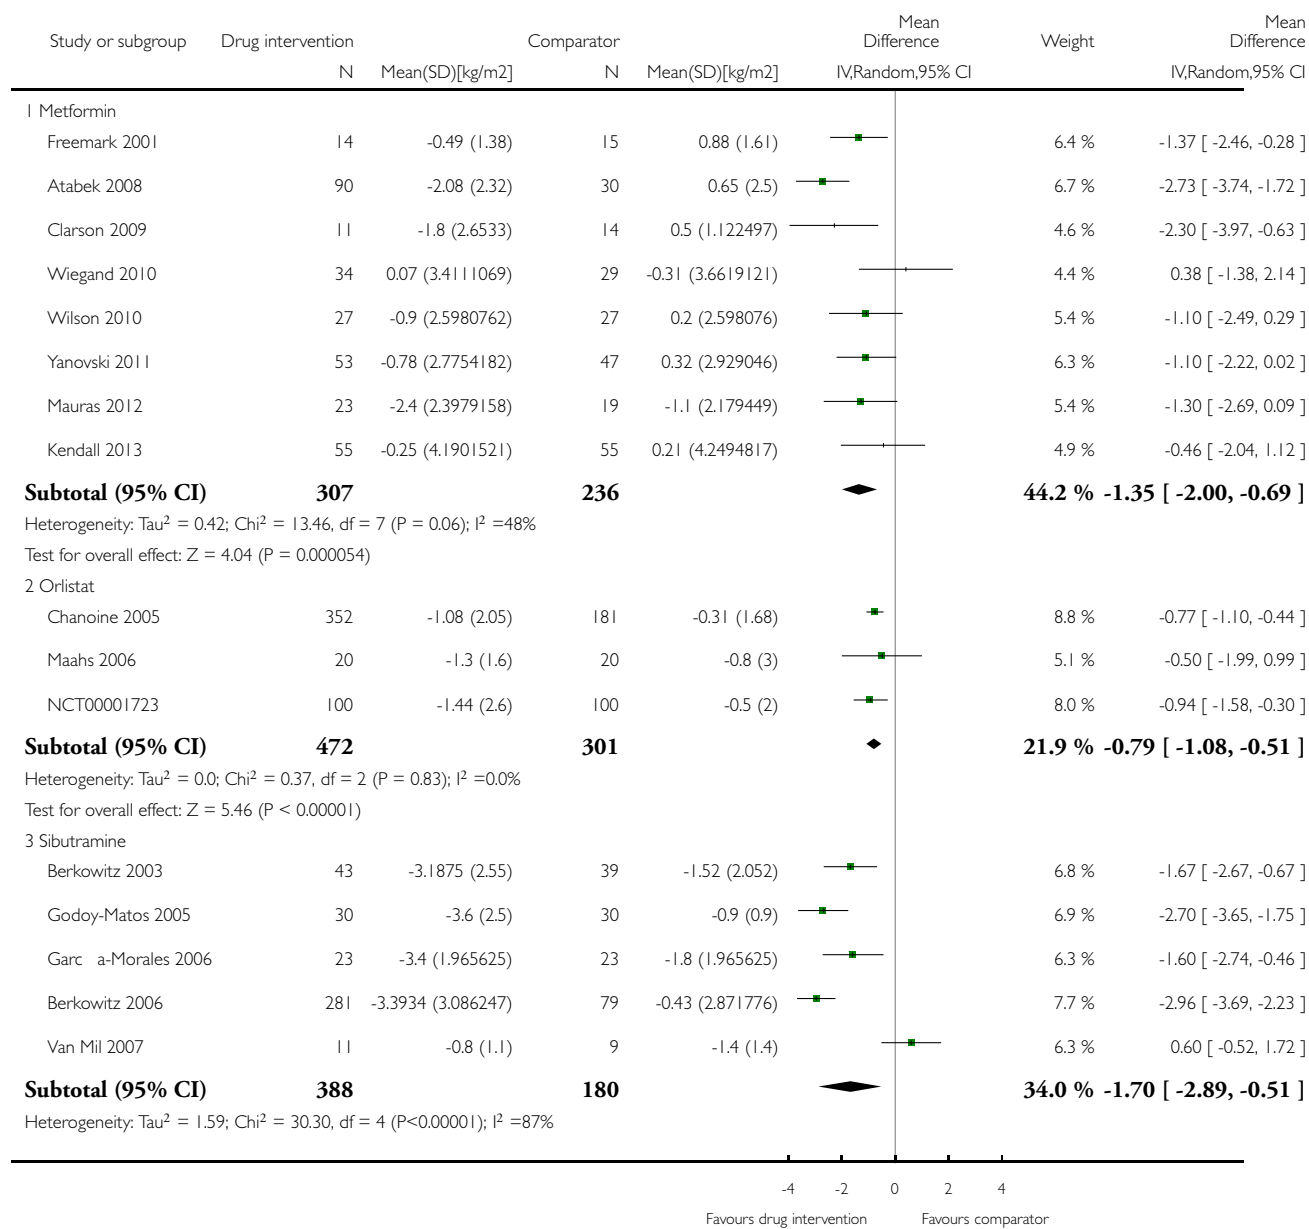 Study or subgroup Drug intervention Comparator Mean Difference Weight Mean Difference
N Mean(SD)[kg/m2] N Mean(SD)[kg/m2] IV,Random,95% CI IV,Random,95% CI
1 Metformin
Freemark 2001 14 -0.49 (1.38) 15 0.88 (1.61) 6.4 % -1.37 [ -2.46, -0.28 ]
Atabek 2008 90 -2.08 (2.32) 30 0.65 (2.5) 6.7 % -2.73 [ -3.74, -1.72 ]
Clarson 2009 11 -1.8 (2.6533) 14 0.5 (1.122497) 4.6 % -2.30 [ -3.97, -0.63 ]
Wiegand 2010 34 0.07 (3.4111069) 29 -0.31 (3.6619121) 4.4 % 0.38 [ -1.38, 2.14 ]
Wilson 2010 27 -0.9 (2.5980762) 27 0.2 (2.598076) 5.4 % -1.10 [ -2.49, 0.29 ]
Yanovski 2011 53 -0.78 (2.7754182) 47 0.32 (2.929046) 6.3 % -1.10 [ -2.22, 0.02 ]
Mauras 2012 23 -2.4 (2.3979158) 19 -1.1 (2.179449) 5.4 % -1.30 [ -2.69, 0.09 ]
Kendall 2013 55 -0.25 (4.1901521) 55 0.21 (4.2494817) 4.9 % -0.46 [ -2.04, 1.12 ]
Subtotal (95% CI) 307 236 44.2 % -1.35 [ -2.00, -0.69 ]
Heterogeneity: Tau² = 0.42; Chi² = 13.46, df = 7 (P = 0.06); I² =48%
Test for overall effect: Z = 4.04 (P = 0.000054)
2 Orlistat
Chanoine 2005 352 -1.08 (2.05) 181 -0.31 (1.68) 8.8 % -0.77 [ -1.10, -0.44 ]
Maahs 2006 20 -1.3 (1.6) 20 -0.8 (3) 5.1 % -0.50 [ -1.99, 0.99 ]
NCT00001723 100 -1.44 (2.6) 100 -0.5 (2) 8.0 % -0.94 [ -1.58, -0.30 ]
Subtotal (95% CI) 472 301 21.9 % -0.79 [ -1.08, -0.51 ]
Heterogeneity: Tau² = 0.0; Chi² = 0.37, df = 2 (P = 0.83); I² =0.0%
Test for overall effect: Z = 5.46 (P < 0.00001)
3 Sibutramine
Berkowitz 2003 43 -3.1875 (2.55) 39 -1.52 (2.052) 6.8 % -1.67 [ -2.67, -0.67 ]
Godoy-Matos 2005 30 -3.6 (2.5) 30 -0.9 (0.9) 6.9 % -2.70 [ -3.65, -1.75 ]
Garc a-Morales 2006 23 -3.4 (1.965625) 23 -1.8 (1.965625) 6.3 % -1.60 [ -2.74, -0.46 ]
Berkowitz 2006 281 -3.3934 (3.086247) 79 -0.43 (2.871776) 7.7 % -2.96 [ -3.69, -2.23 ]
Van Mil 2007 11 -0.8 (1.1) 9 -1.4 (1.4) 6.3 % 0.60 [ -0.52, 1.72 ]
Subtotal (95% CI) 388 180 34.0 % -1.70 [ -2.89, -0.51 ]
Heterogeneity: Tau² = 1.59; Chi² = 30.30, df = 4 (P<0.00001); I² =87%
-4 -2 0 2 4
Favours drug intervention Favours comparator